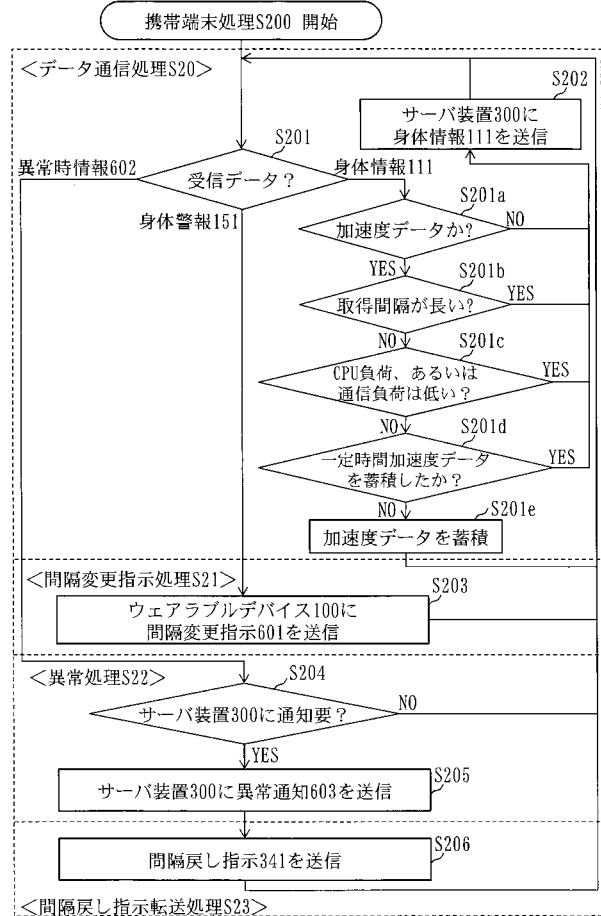 携帯端末処理S200 開始
<データ通信処理S20>
S202
サーバ装置300に
身体情報111を送信
S201
異常時情報602
受信データ?
身体情報111
身体警報151
S201a
加速度データか?
NO
YES
S201b
取得間隔が長い?
YES
NO
S201c
CPU負荷、あるいは
通信負荷は低い?
YES
NO
S201d
一定時間加速度データ
を蓄積したか?
YES
NO
S201e
加速度データを蓄積
<間隔変更指示処理S21>
S203
ウェアラブルデバイス100に
間隔変更指示601を送信
<異常処理S22>
S204
サーバ装置300に通知要?
NO
YES
S205
サーバ装置300に異常通知603を送信
S206
間隔戻し指示341を送信
<間隔戻し指示転送処理S23>